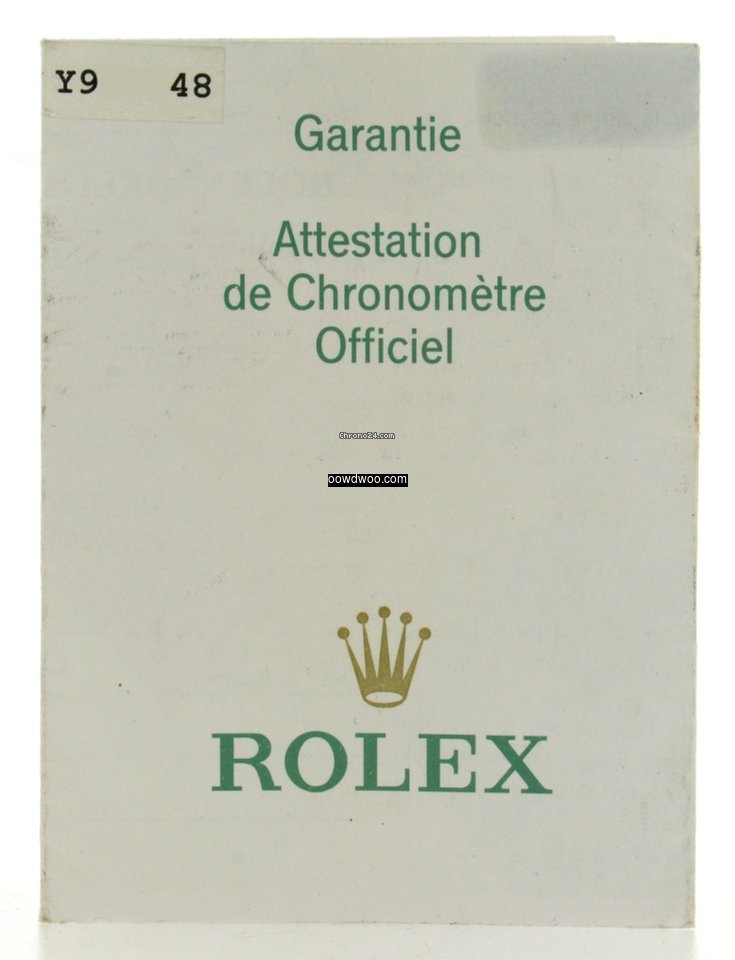 Y9 48
Garantie
Attestation
de Chronomètre
Officiel
Chrono24.com
oowdwoo.com
ROLEX